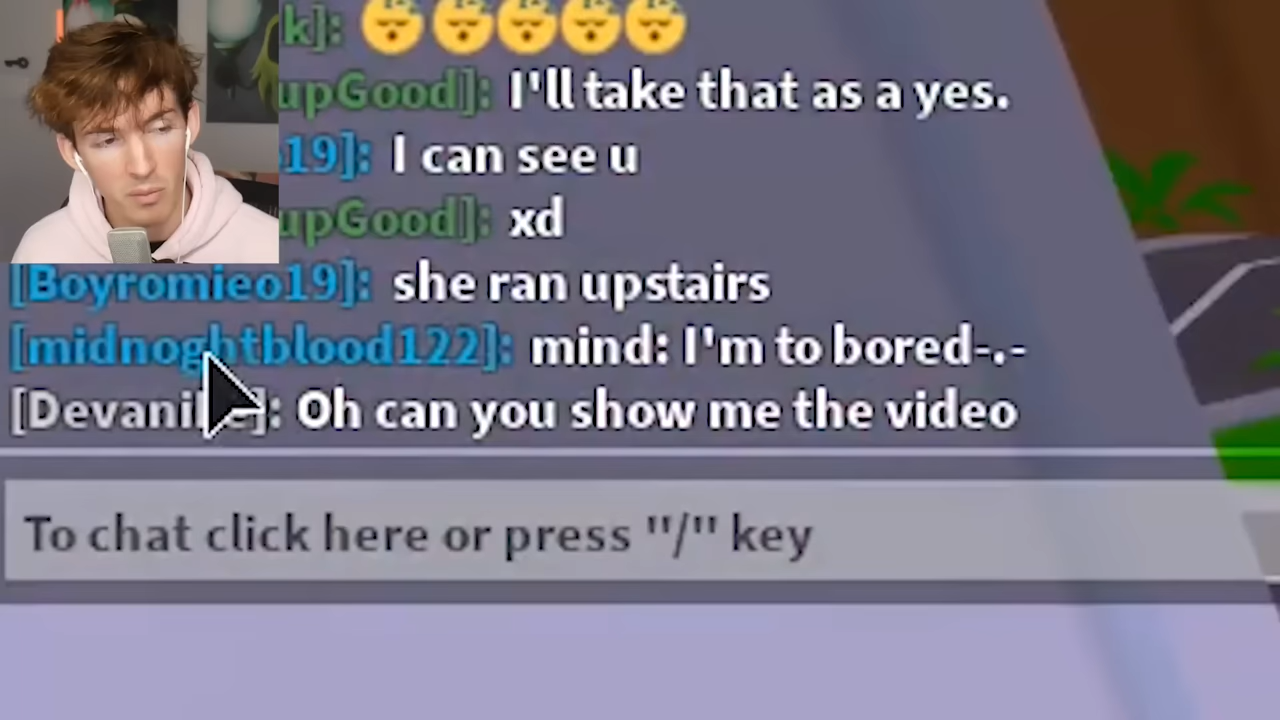 k]: 😴😴😴😴😴
upGood]: I'll take that as a yes.
19]: I can see u
upGood]: xd
[Boyromieo19]: she ran upstairs
[midnoghtblood122]: mind: I'm to bored-.-
Oh can you show me the video
To chat click here or press "/" key